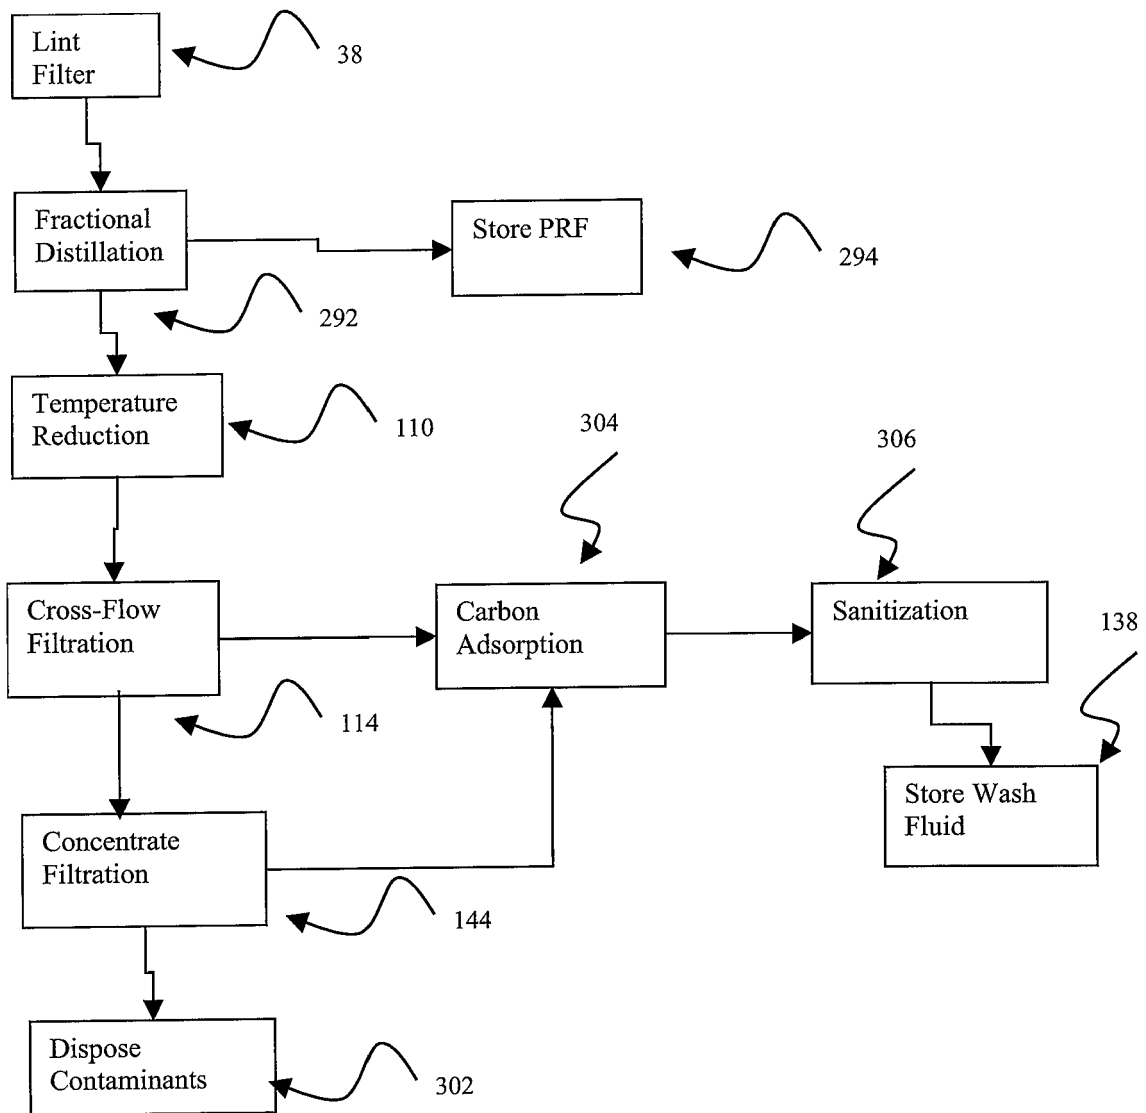 Lint
Filter
38
Fractional
Distillation
Store PRF
294
292
Temperature
Reduction
110
304
306
Cross-Flow
Filtration
Carbon
Adsorption
Sanitization
138
114
Store Wash
Fluid
Concentrate
Filtration
144
Dispose
Contaminants
302